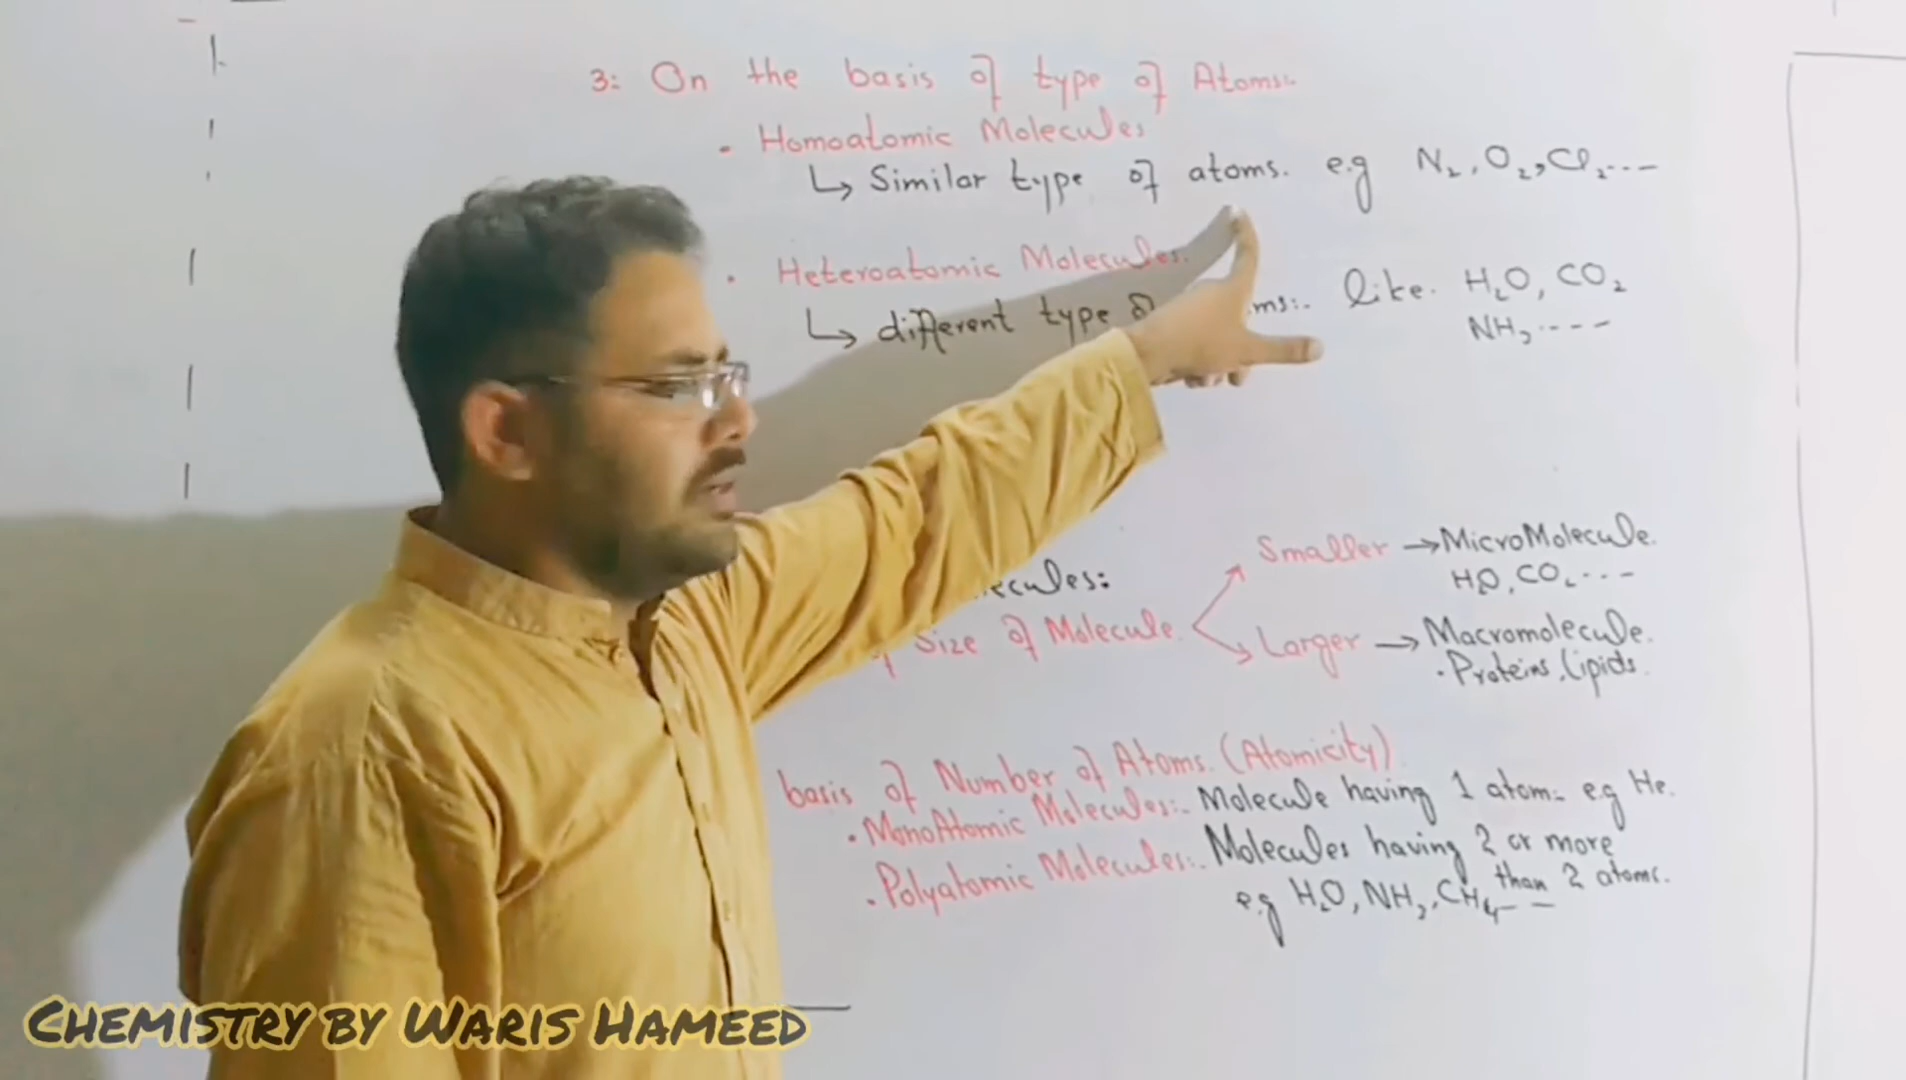 3: On the basis of type of Atoms:-
• Homoatomic Molecules
↳ Similar type of atoms. e.g N₂, O₂, Cl₂...--
• Heteroatomic Molecules.
↳ different type o ms:- like. H₂O, CO₂
NH₃.----
ecules:
Size of Molecule.
Smaller → MicroMolecule.
H₂O, CO₂...--
Larger → Macromolecule.
• Proteins, Lipids.
basis of Number of Atoms. (Atomicity)
• MonoAtomic Molecules:- Molecule having 1 atom- e.g He.
• Polyatomic Molecules:- Molecules having 2 or more
than 2 atoms.
e.g H₂O, NH₃, CH₄ -- -
Chemistry by Waris Hameed